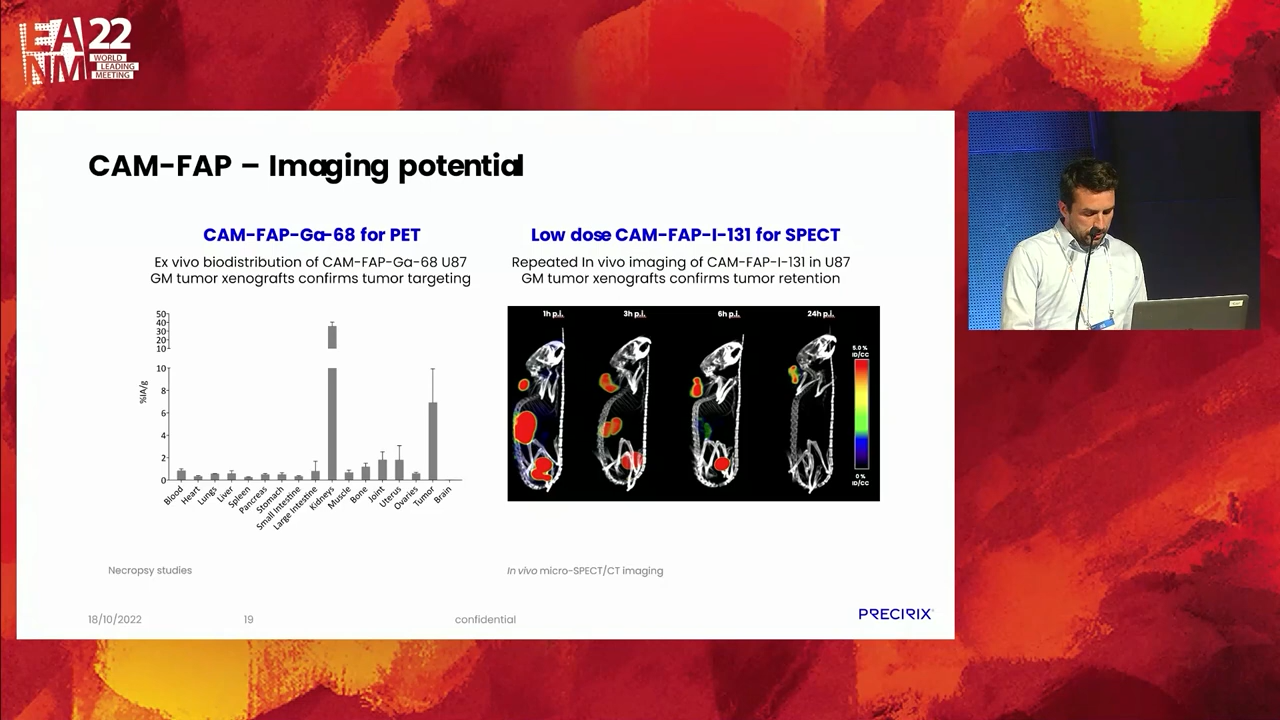 EA 22
NM WORLD
LEADING
MEETING
CAM-FAP – Imaging potential
CAM-FAP-Ga-68 for PET
Ex vivo biodistribution of CAM-FAP-Ga-68 U87
GM tumor xenografts confirms tumor targeting
50
40
30
20
10
10
8
6
4
2
0
%IA/g
Blood
Heart
Lungs
Liver
Spleen
Pancreas
Stomach
Small Intestine
Large Intestine
Kidneys
Muscle
Bone
Joint
Uterus
Ovaries
Tumor
Brain
Necropsy studies
Low dose CAM-FAP-I-131 for SPECT
Repeated In vivo imaging of CAM-FAP-I-131 in U87
GM tumor xenografts confirms tumor retention
1h p.i. 3h p.i. 6h p.i. 24h p.i.
5.0 %
ID/CC
0 %
ID/CC
In vivo micro-SPECT/CT imaging
18/10/2022 19 confidential PRECIRIX